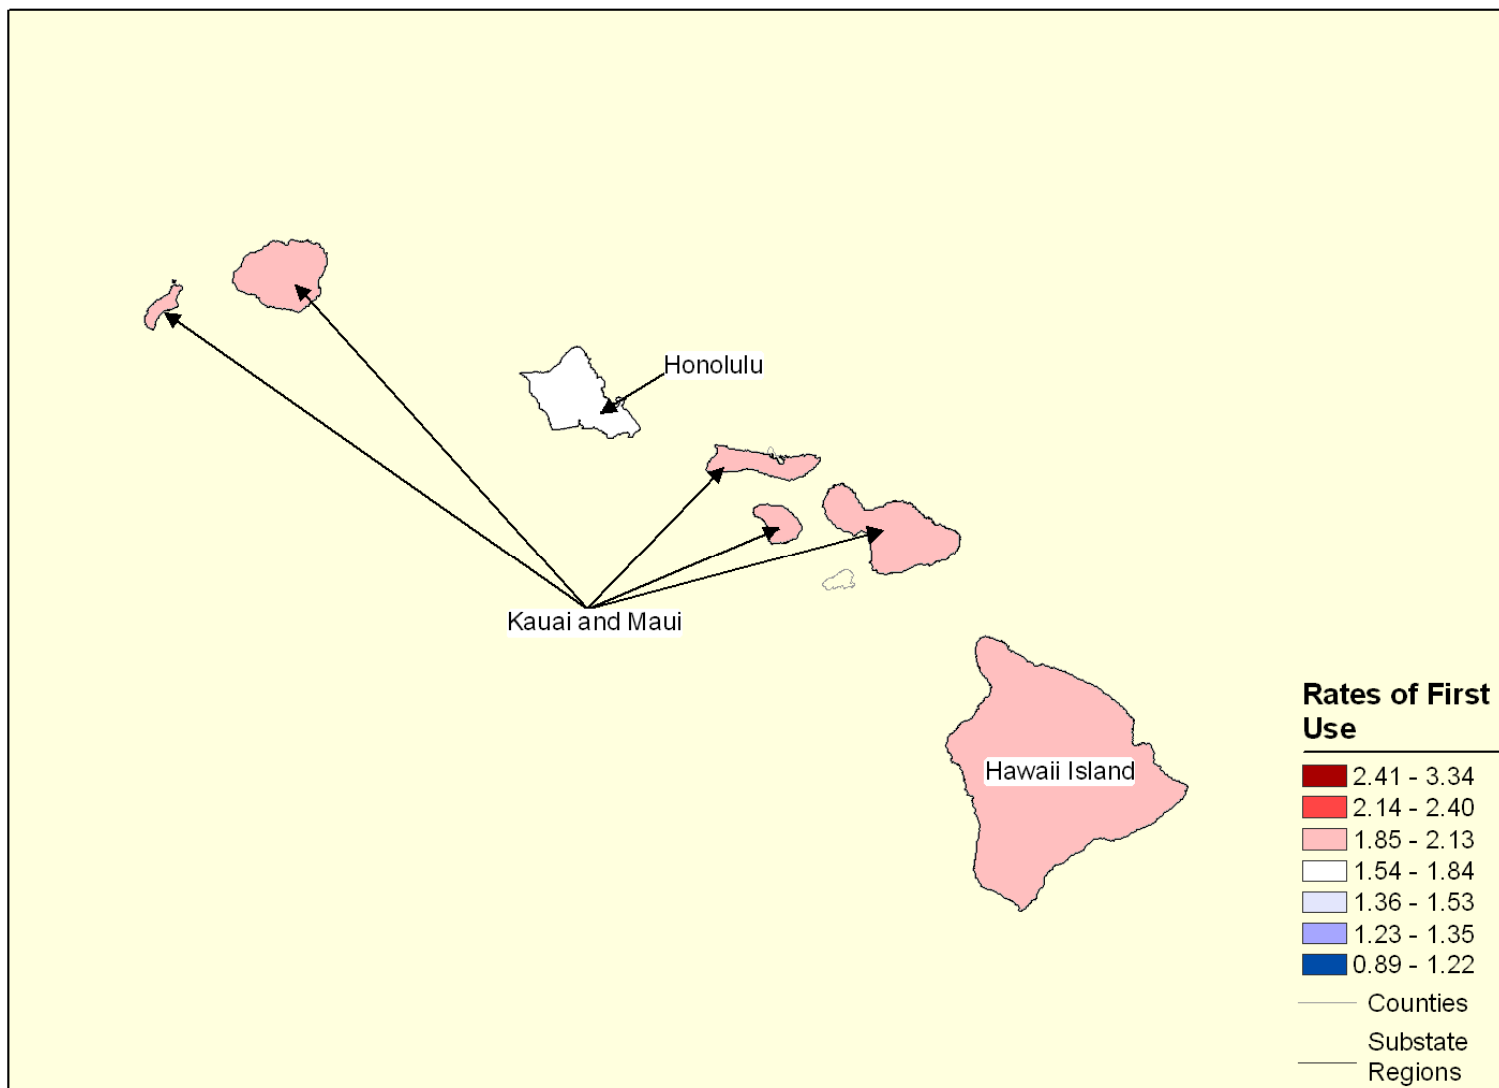 Honolulu
Kauai and Maui
Hawaii Island
Rates of First
Use
2.41 - 3.34
2.14 - 2.40
1.85 - 2.13
1.54 - 1.84
1.36 - 1.53
1.23 - 1.35
0.89 - 1.22
Counties
Substate
Regions